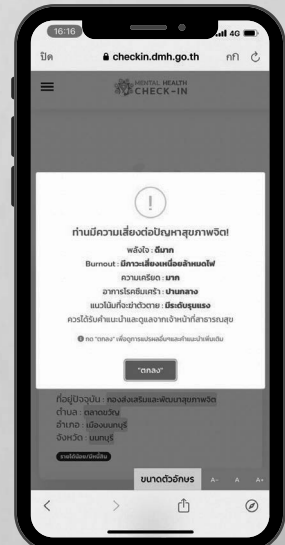 16:16
4G
ปิด
checkin.dmh.go.th
กก
MENTAL HEALTH
CHECK-IN
ท่านมีความเสี่ยงต่อปัญหาสุขภาพจิต!
พลังใจ : ดีมาก
Burnout : มีภาวะเสี่ยงเหนื่อยล้าหมดไฟ
ความเครียด : มาก
อาการโรคซึมเศร้า : ปานกลาง
แนวโน้มที่จะฆ่าตัวตาย : มีระดับรุนแรง
ควรได้รับคำแนะนำและดูแลจากเจ้าหน้าที่สาธารณสุข
กด "ตกลง" เพื่อดูการแปรผลอื่นๆและคำแนะนำเพิ่มเติม
"ตกลง"
ที่อยู่ปัจจุบัน : กองส่งเสริมและพัฒนาสุขภาพจิต
ตำบล : ตลาดขวัญ
อำเภอ : เมืองนนทบุรี
จังหวัด : นนทบุรี
รายได้น้อย/มีหนี้สิน
ขนาดตัวอักษร A- A A+